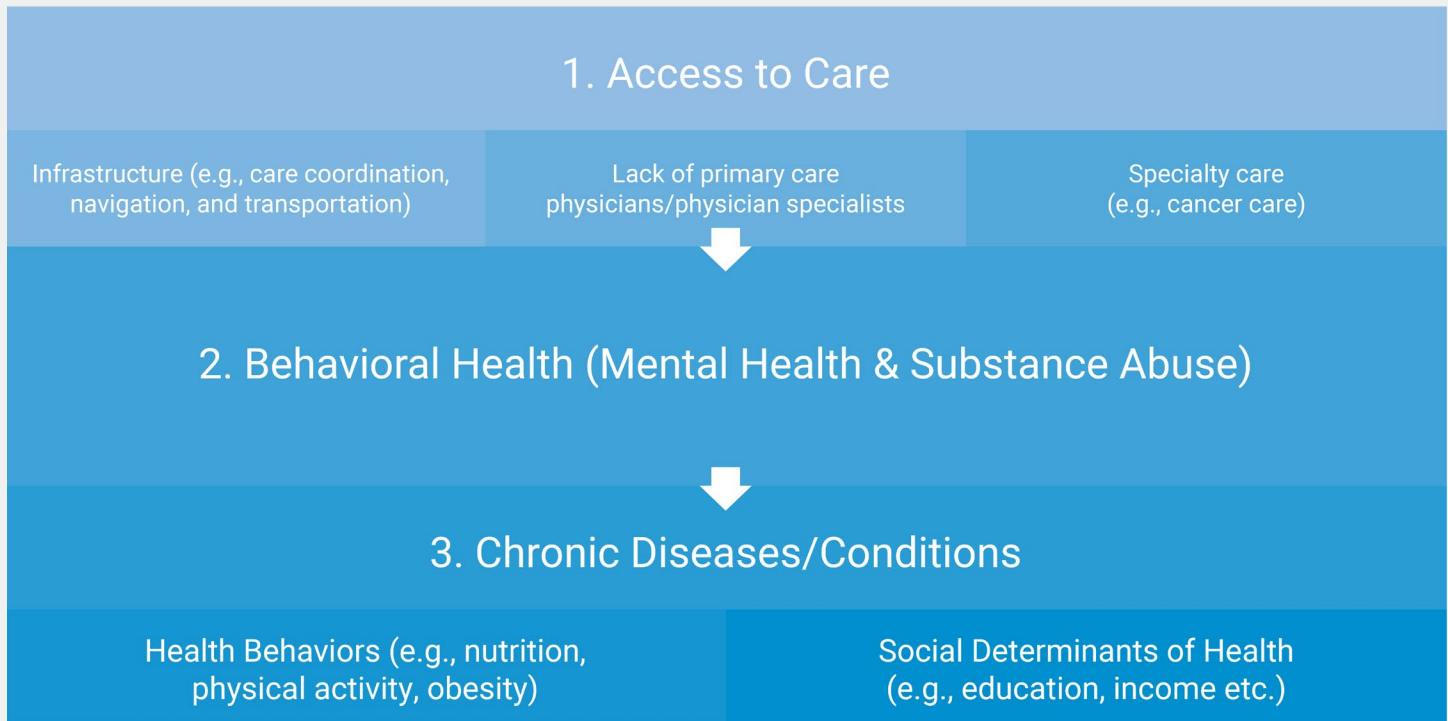 1. Access to Care
Infrastructure (e.g., care coordination,
navigation, and transportation)
Lack of primary care
physicians/physician specialists
Specialty care
(e.g., cancer care)
2. Behavioral Health (Mental Health & Substance Abuse)
3. Chronic Diseases/Conditions
Health Behaviors (e.g., nutrition,
physical activity, obesity)
Social Determinants of Health
(e.g., education, income etc.)